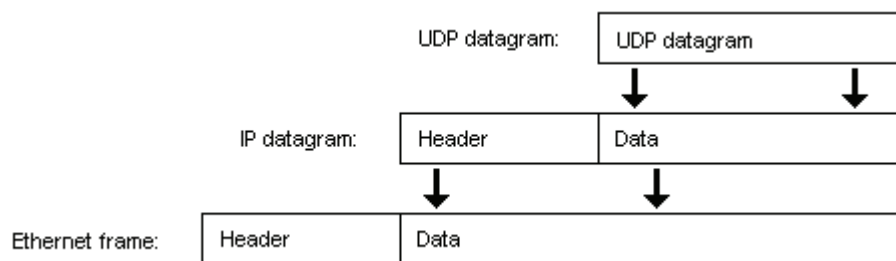 UDP datagram: UDP datagram
IP datagram: Header Data
Ethernet frame: Header Data